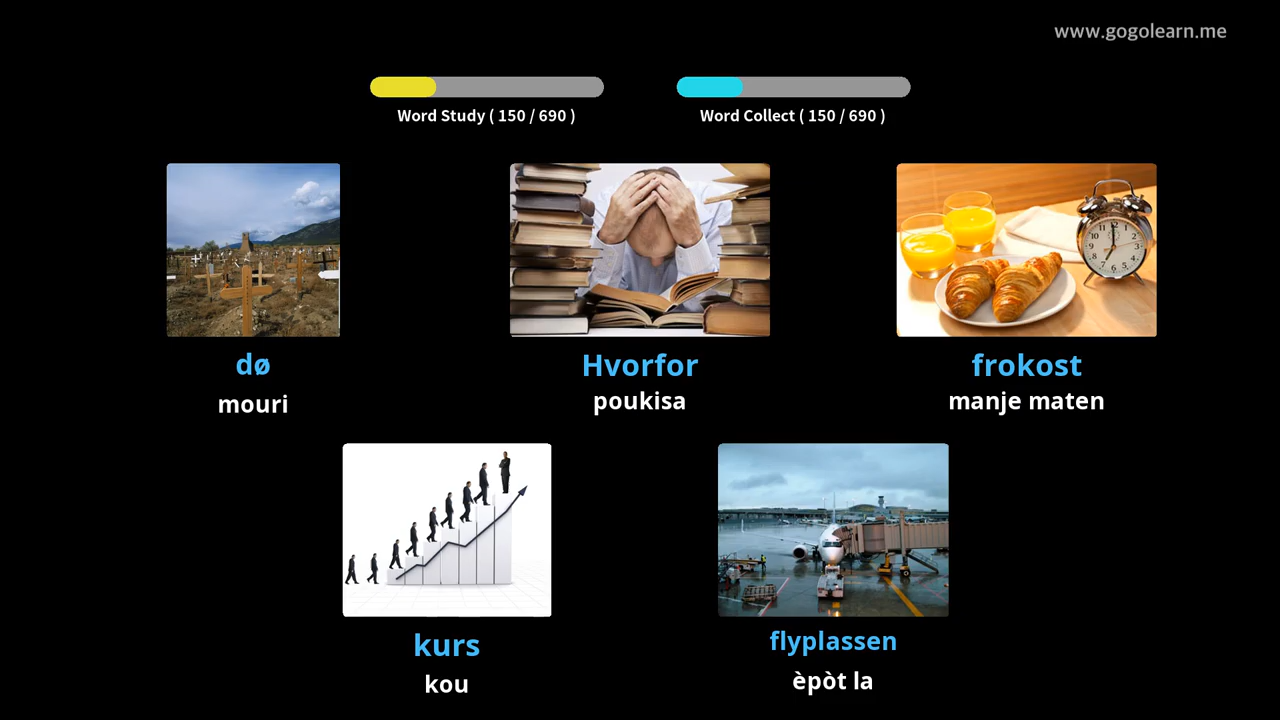 www.gogolearn.me
Word Study ( 150 / 690 )
Word Collect ( 150 / 690 )
dø
mouri
Hvorfor
poukisa
frokost
manje maten
kurs
kou
flyplassen
èpòt la